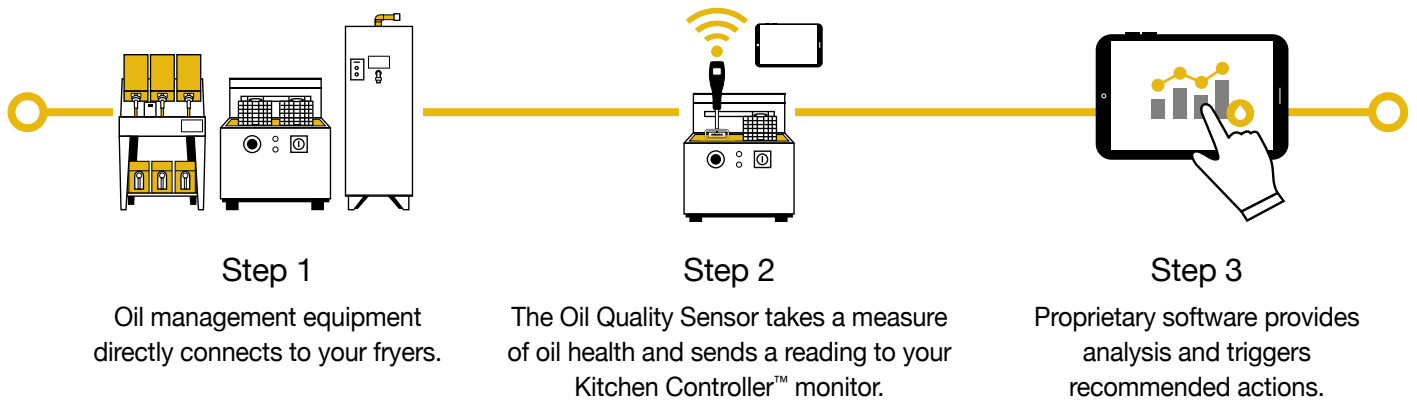 Step 1
Oil management equipment
directly connects to your fryers.
Step 2
The Oil Quality Sensor takes a measure
of oil health and sends a reading to your
Kitchen Controller™ monitor.
Step 3
Proprietary software provides
analysis and triggers
recommended actions.